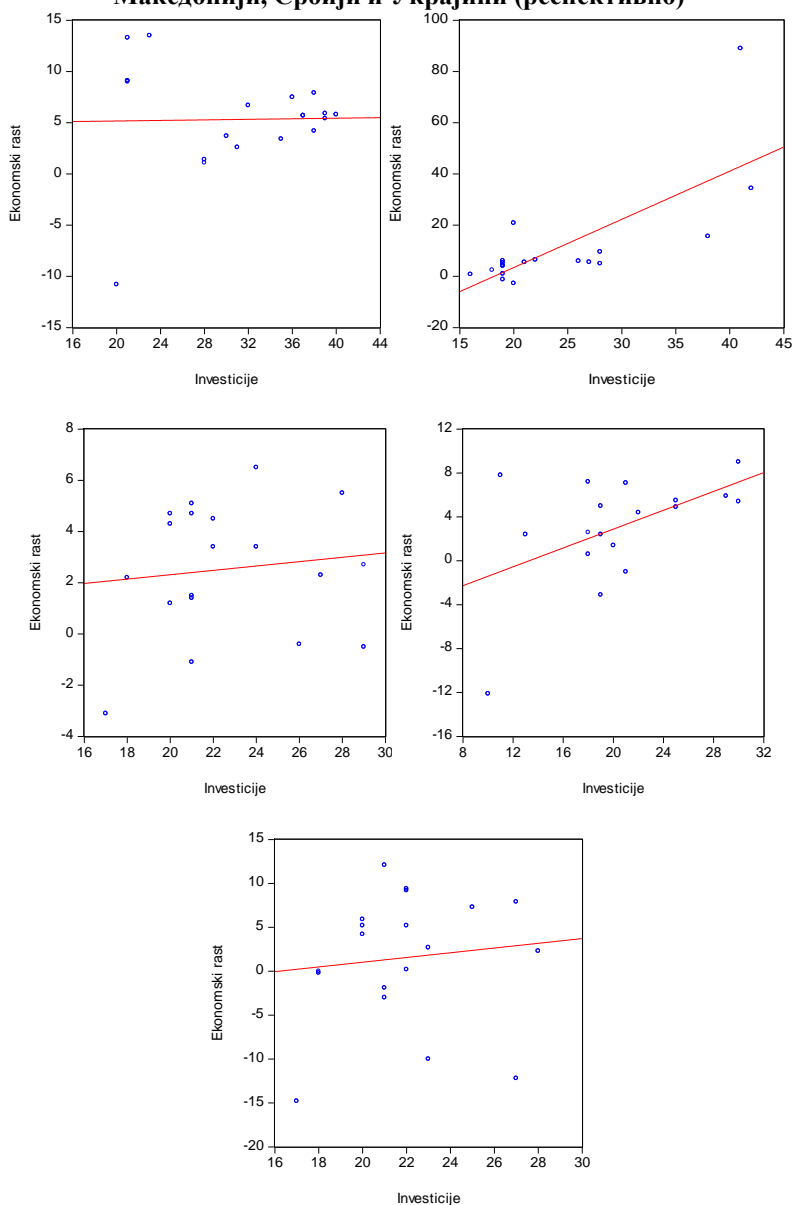 Македонији, Србији и Украјини (респективно)
15
10
5
0
-5
-10
-15
Ekonomski rast
16 20 24 28 32 36 40 44
Investicije
100
80
60
40
20
0
-20
Ekonomski rast
15 20 25 30 35 40 45
Investicije
8
6
4
2
0
-2
-4
Ekonomski rast
16 18 20 22 24 26 28 30
Investicije
12
8
4
0
-4
-8
-12
-16
Ekonomski rast
8 12 16 20 24 28 32
Investicije
15
10
5
0
-5
-10
-15
-20
Ekonomski rast
16 18 20 22 24 26 28 30
Investicije